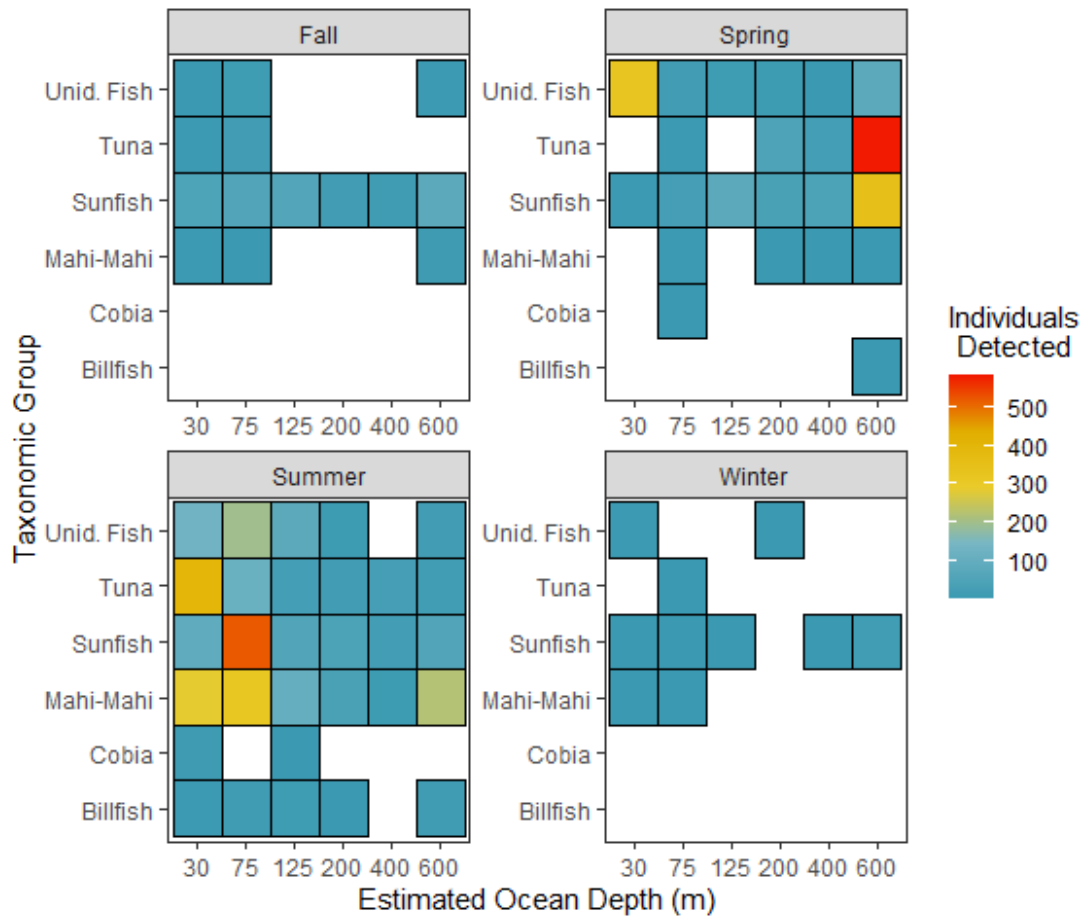 Fall
Spring
Unid. Fish
Tuna
Sunfish
Mahi-Mahi
Cobia
Billfish
30 75 125 200 400 600
Unid. Fish
Tuna
Sunfish
Mahi-Mahi
Cobia
Billfish
30 75 125 200 400 600
Summer
Winter
Unid. Fish
Tuna
Sunfish
Mahi-Mahi
Cobia
Billfish
30 75 125 200 400 600
Unid. Fish
Tuna
Sunfish
Mahi-Mahi
Cobia
Billfish
30 75 125 200 400 600
Taxonomic Group
Estimated Ocean Depth (m)
Individuals
Detected
500
400
300
200
100